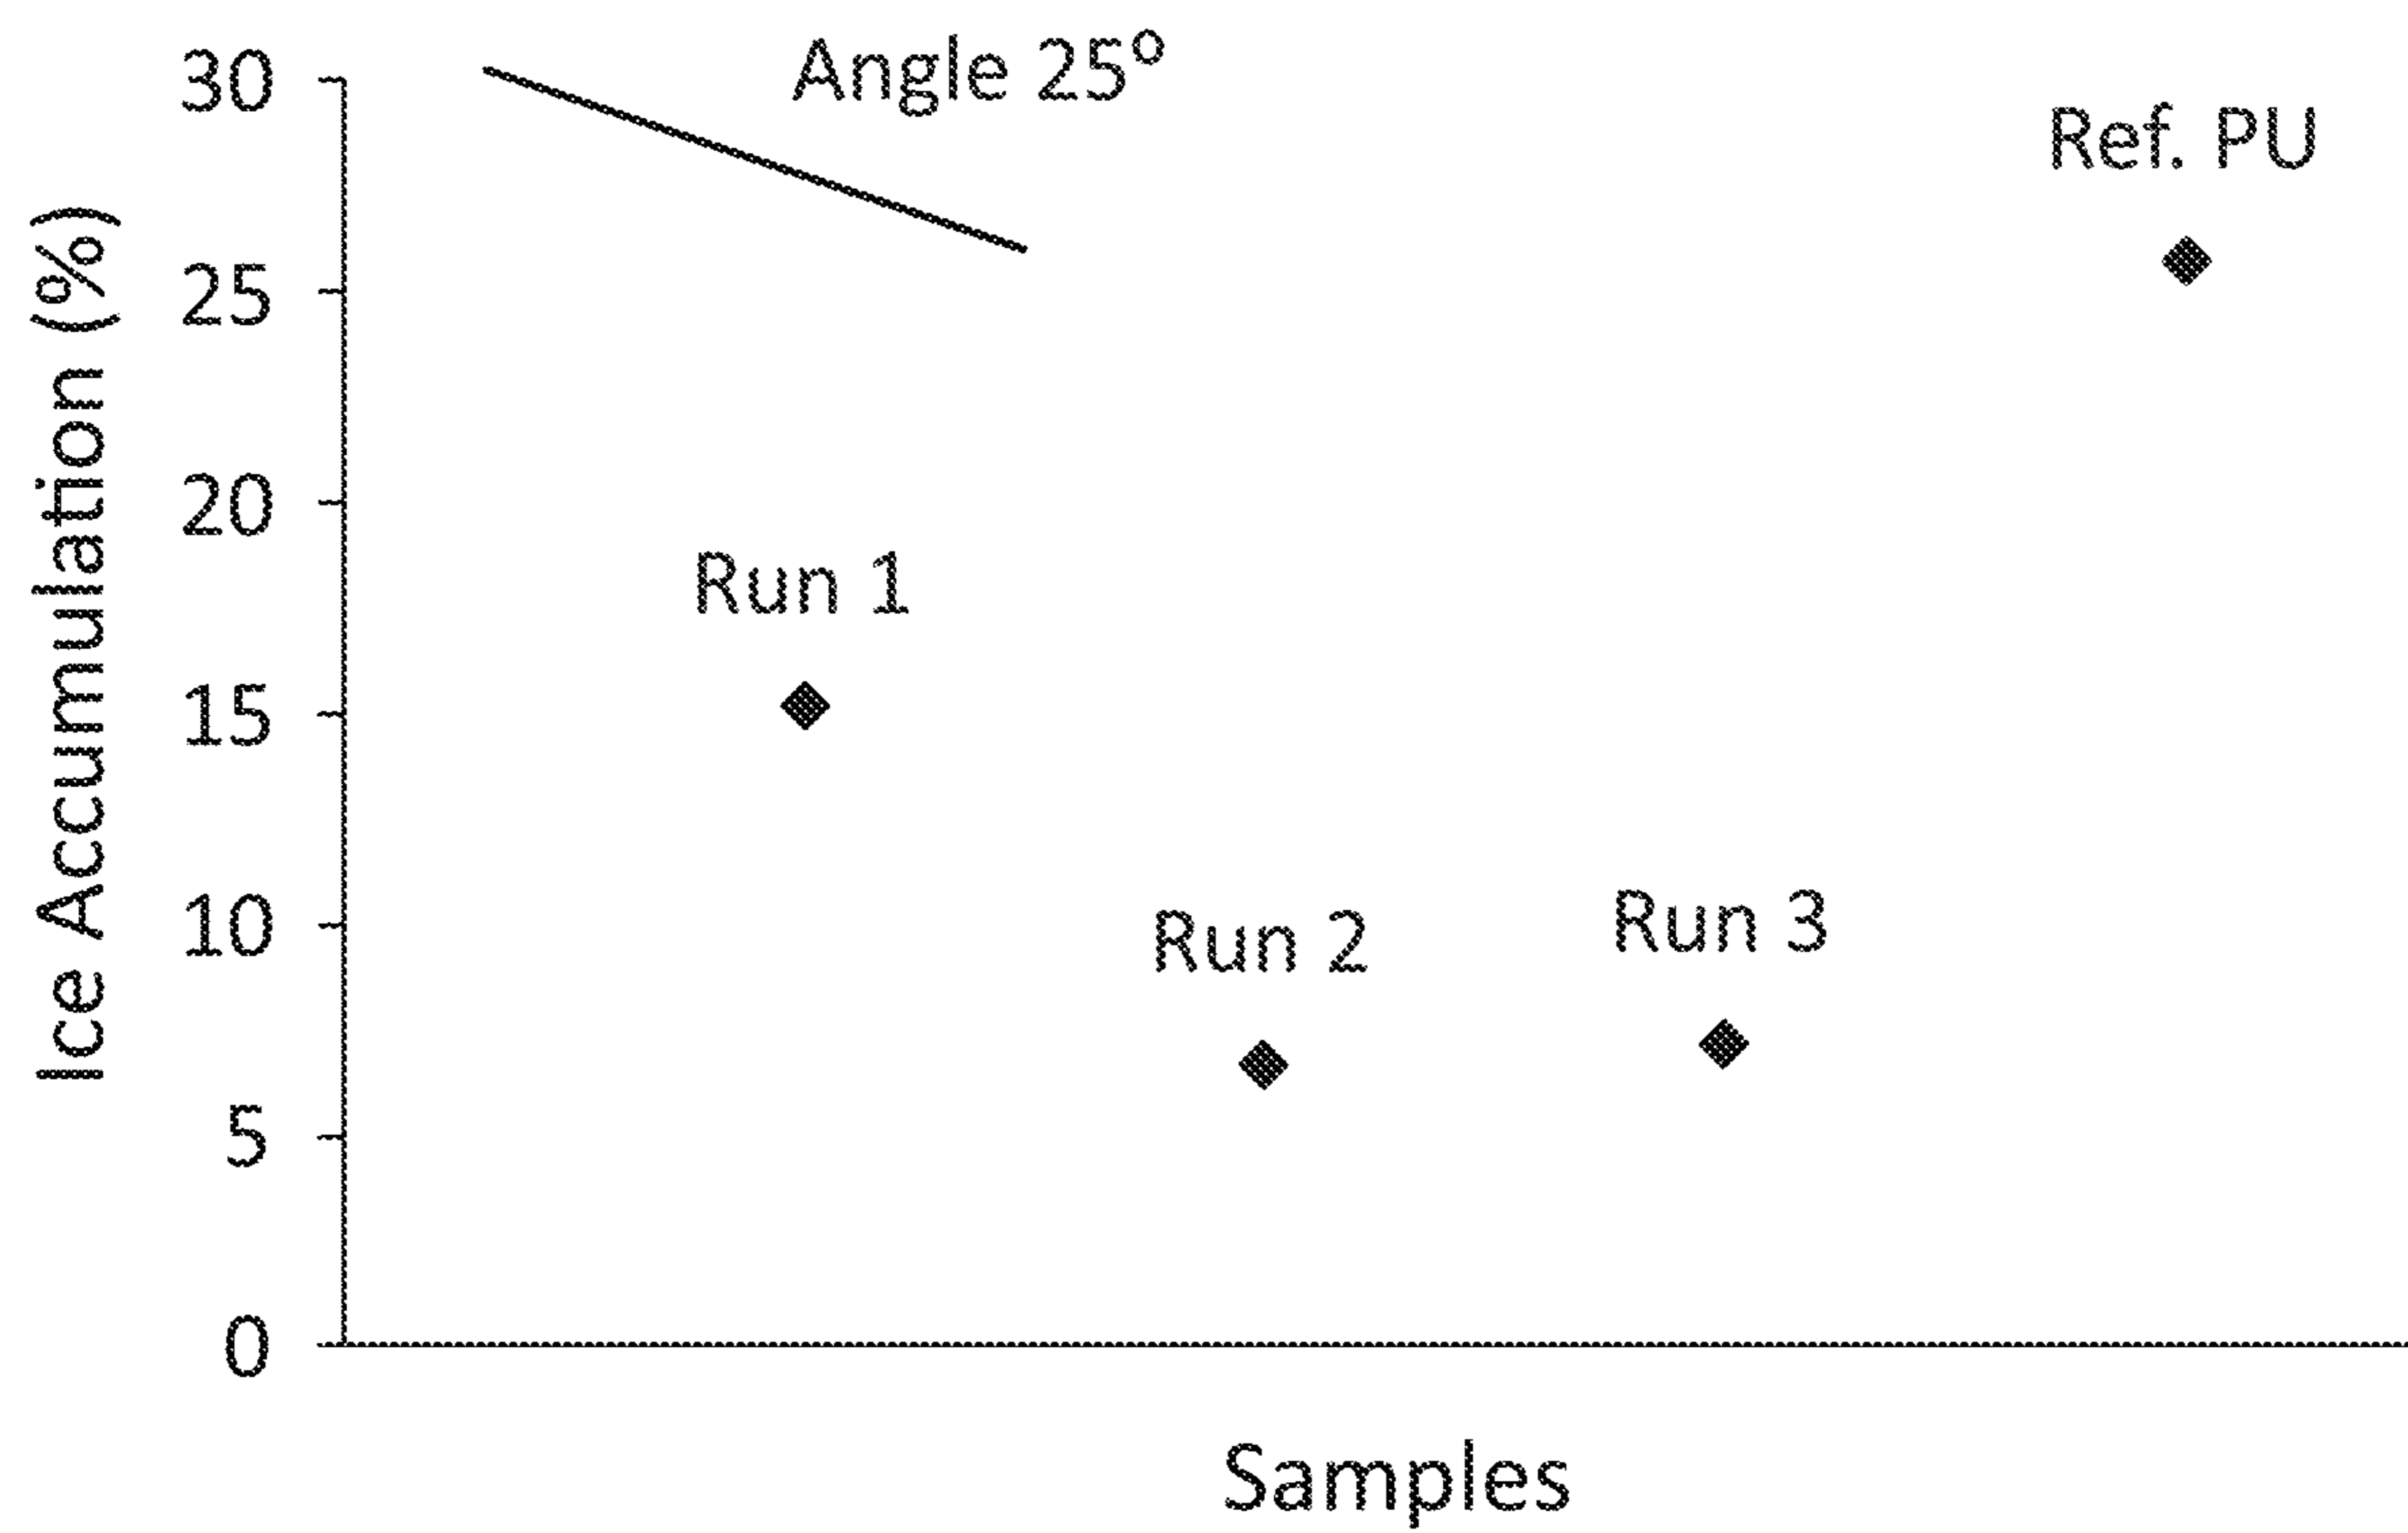 Ice Accumulation (%)
30
25
20
15
10
5
0
Angle 25º
Ref. PU
Run 1
Run 2
Run 3
Samples